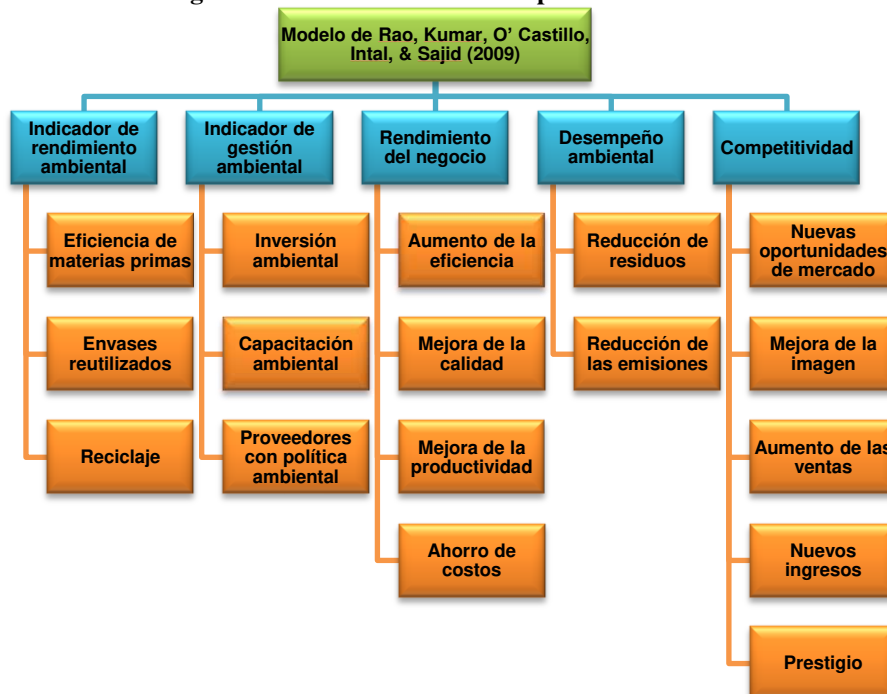 Modelo de Rao, Kumar, O' Castillo,
Intal, & Sajid (2009)
Indicador de
rendimiento
ambiental
Eficiencia de
materias primas
Envases
reutilizados
Reciclaje
Indicador de
gestión
ambiental
Inversión
ambiental
Capacitación
ambiental
Proveedores
con política
ambiental
Rendimiento
del negocio
Aumento de la
eficiencia
Mejora de la
calidad
Mejora de la
productividad
Ahorro de
costos
Desempeño
ambiental
Reducción de
residuos
Reducción de
las emisiones
Competitividad
Nuevas
oportunidades
de mercado
Mejora de la
imagen
Aumento de las
ventas
Nuevos
ingresos
Prestigio